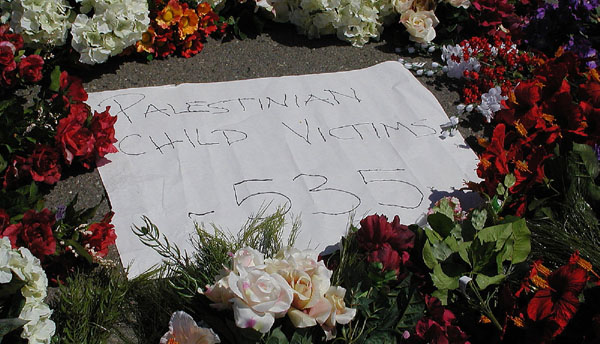 PALESTINIAN
CHILD VICTIMS
- 535